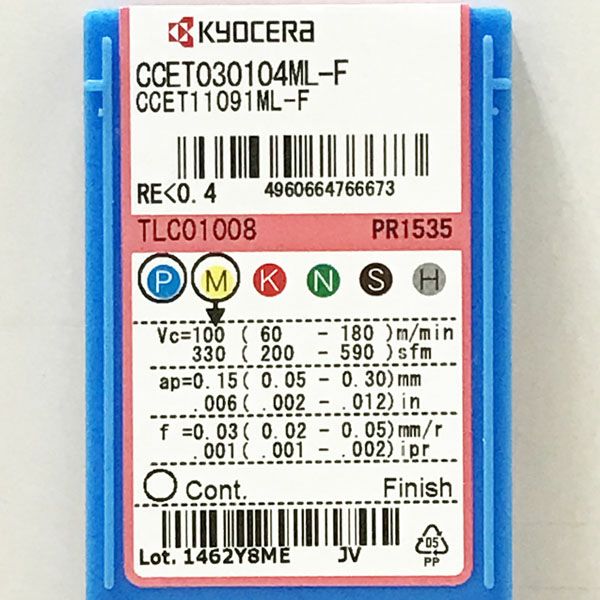 KYOCERA
CCET030104ML-F
CCET11091ML-F
RE<0.4 4960664766673
TLC01008 PR1535
P M K N S H
Vc=100 ( 60 - 180 )m/min
330 ( 200 - 590 )sfm
ap=0.15( 0.05 - 0.30)mm
.006( .002 - .012)in
f =0.03( 0.02 - 0.05)mm/r
.001( .001 - .002)ipr
Cont. Finish
Lot. 1462Y8ME JV
05
PP